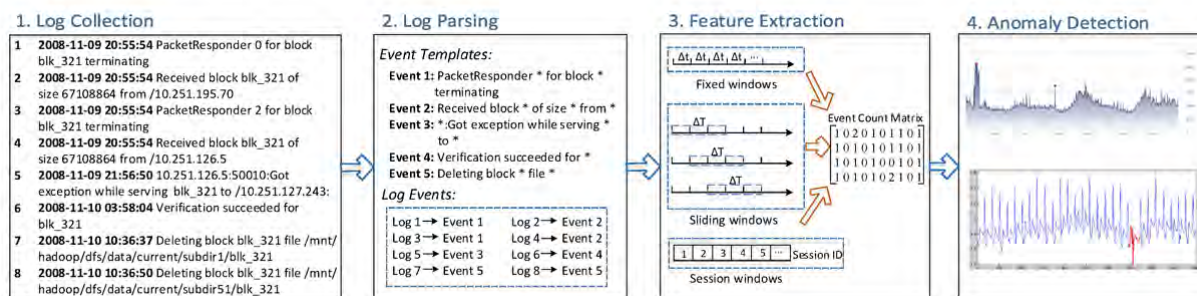 1. Log Collection
1 2008-11-09 20:55:54 PacketResponder 0 for block
blk_321 terminating
2 2008-11-09 20:55:54 Received block blk_321 of
size 67108864 from /10.251.195.70
3 2008-11-09 20:55:54 PacketResponder 2 for block
blk_321 terminating
4 2008-11-09 20:55:54 Received block blk_321 of
size 67108864 from /10.251.126.5
5 2008-11-09 21:56:50 10.251.126.5:50010:Got
exception while serving blk_321 to /10.251.127.243:
6 2008-11-10 03:58:04 Verification succeeded for
blk_321
7 2008-11-10 10:36:37 Deleting block blk_321 file /mnt/
hadoop/dfs/data/current/subdir1/blk_321
8 2008-11-10 10:36:50 Deleting block blk_321 file /mnt/
hadoop/dfs/data/current/subdir51/blk_321
2. Log Parsing
Event Templates:
Event 1: PacketResponder * for block *
terminating
Event 2: Received block * of size * from *
Event 3: *:Got exception while serving *
to *
Event 4: Verification succeeded for *
Event 5: Deleting block * file *
Log Events:
Log 1→ Event 1 Log 2→ Event 2
Log 3→ Event 1 Log 4→ Event 2
Log 5→ Event 3 Log 6→ Event 4
Log 7→ Event 5 Log 8→ Event 5
3. Feature Extraction
Δt Δt Δt Δt ...
Fixed windows
ΔT
ΔT
ΔT
Sliding windows
1 2 3 4 5 ... Session ID
Session windows
Event Count Matrix
1 0 2 0 1 0 1 1 0 1
1 0 1 0 1 0 0 1 0 1
1 0 1 0 1 0 0 1 0 0
1 0 1 0 1 0 2 1 0 1
4. Anomaly Detection